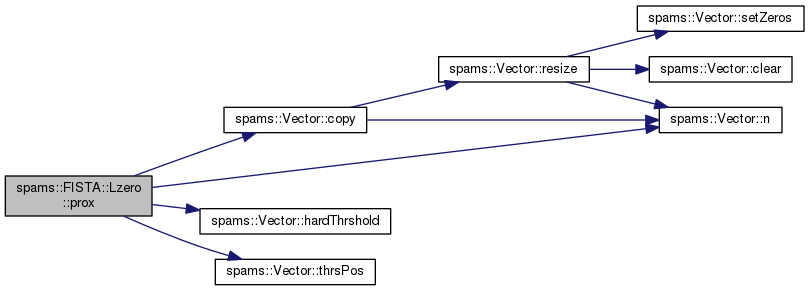 spams::Vector::setZeros
spams::Vector::resize
spams::Vector::clear
spams::Vector::copy
spams::Vector::n
spams::FISTA::Lzero
::prox
spams::Vector::hardThrshold
spams::Vector::thrsPos